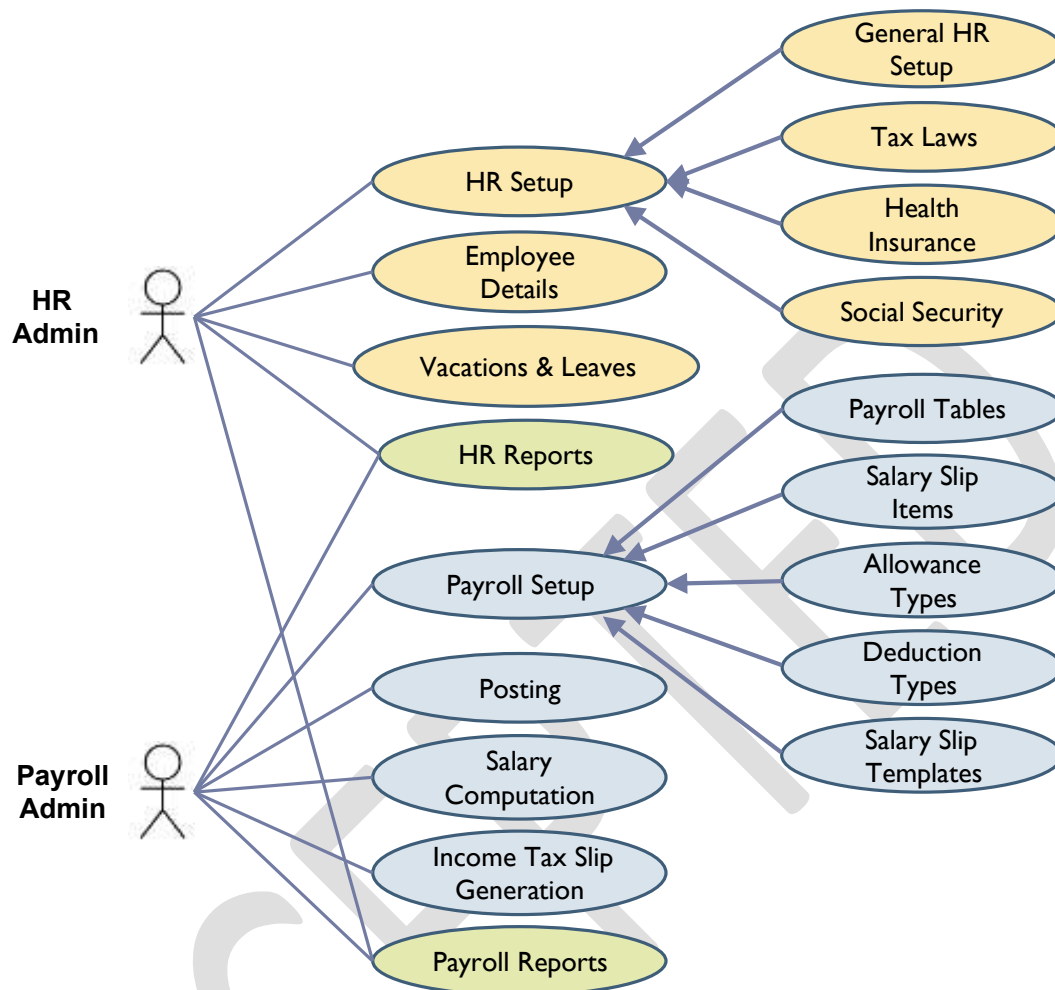 General HR
Setup
Tax Laws
HR Setup
Health
Insurance
Employee
Details
HR
Admin
Social Security
Vacations & Leaves
Payroll Tables
HR Reports
Salary Slip
Items
Payroll Setup
Allowance
Types
Deduction
Types
Posting
Salary Slip
Templates
Payroll
Admin
Salary
Computation
Income Tax Slip
Generation
Payroll Reports